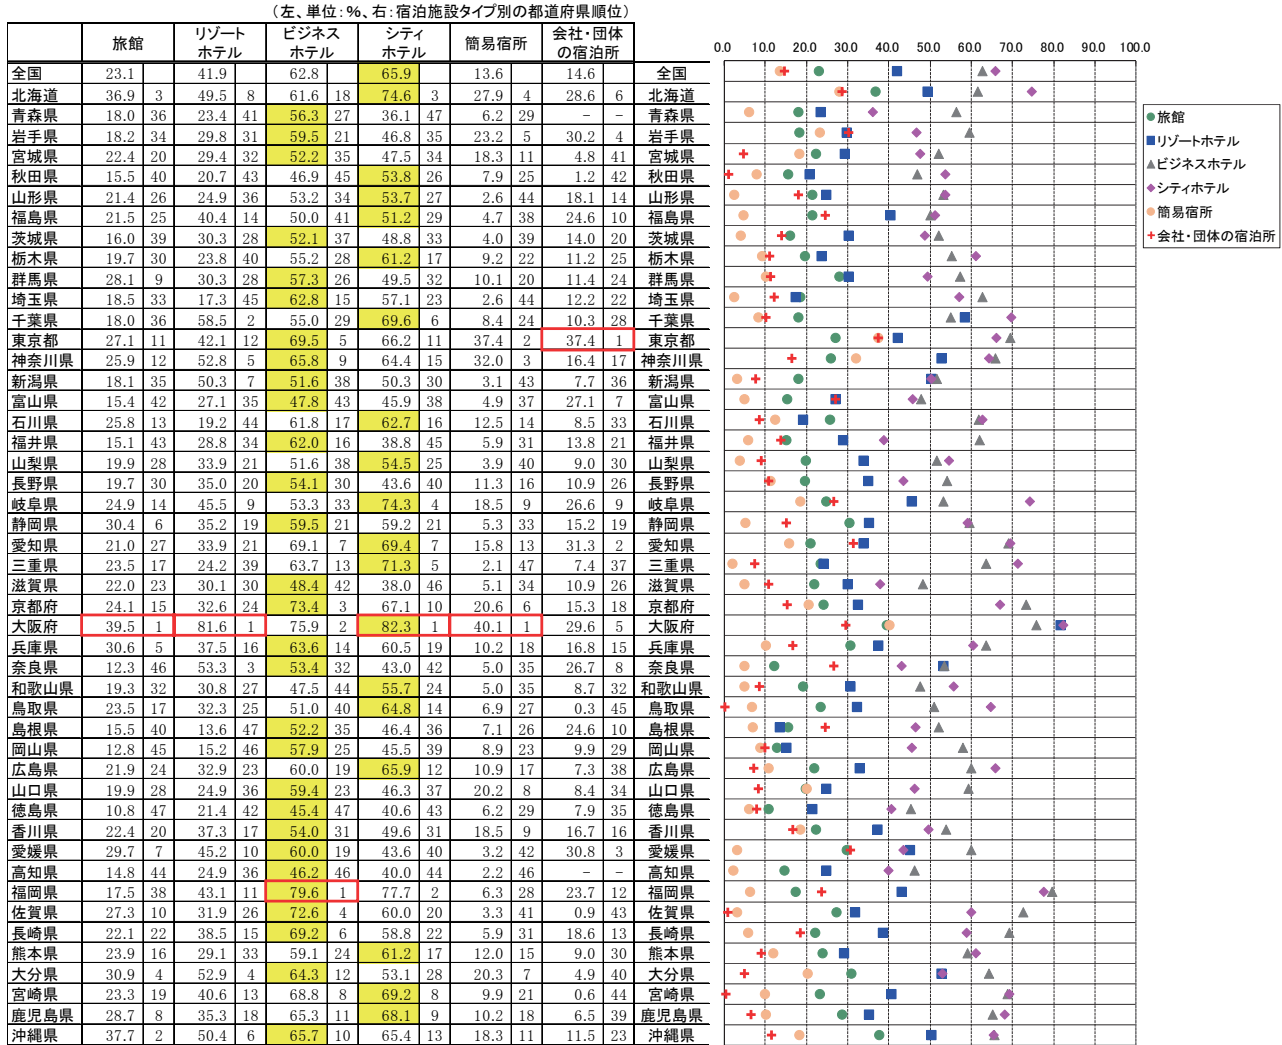 （左、単位：％、右：宿泊施設タイプ別の都道府県順位）
旅館 リゾートホテル ビジネスホテル シティホテル 簡易宿所 会社・団体の宿泊所
0.0 10.0 20.0 30.0 40.0 50.0 60.0 70.0 80.0 90.0 100.0
全国 23.1 41.9 62.8 65.9 13.6 14.6 全国
北海道 36.9 3 49.5 8 61.6 18 74.6 3 27.9 4 28.6 6 北海道
青森県 18.0 36 23.4 41 56.3 27 36.1 47 6.2 29 － － 青森県
岩手県 18.2 34 29.8 31 59.5 21 46.8 35 23.2 5 30.2 4 岩手県
宮城県 22.4 20 29.4 32 52.2 35 47.5 34 18.3 11 4.8 41 宮城県
秋田県 15.5 40 20.7 43 46.9 45 53.8 26 7.9 25 1.2 42 秋田県
山形県 21.4 26 24.9 36 53.2 34 53.7 27 2.6 44 18.1 14 山形県
福島県 21.5 25 40.4 14 50.0 41 51.2 29 4.7 38 24.6 10 福島県
茨城県 16.0 39 30.3 28 52.1 37 48.8 33 4.0 39 14.0 20 茨城県
栃木県 19.7 30 23.8 40 55.2 28 61.2 17 9.2 22 11.2 25 栃木県
群馬県 28.1 9 30.3 28 57.3 26 49.5 32 10.1 20 11.4 24 群馬県
埼玉県 18.5 33 17.3 45 62.8 15 57.1 23 2.6 44 12.2 22 埼玉県
千葉県 18.0 36 58.5 2 55.0 29 69.6 6 8.4 24 10.3 28 千葉県
東京都 27.1 11 42.1 12 69.5 5 66.2 11 37.4 2 37.4 1 東京都
神奈川県 25.9 12 52.8 5 65.8 9 64.4 15 32.0 3 16.4 17 神奈川県
新潟県 18.1 35 50.3 7 51.6 38 50.3 30 3.1 43 7.7 36 新潟県
富山県 15.4 42 27.1 35 47.8 43 45.9 38 4.9 37 27.1 7 富山県
石川県 25.8 13 19.2 44 61.8 17 62.7 16 12.5 14 8.5 33 石川県
福井県 15.1 43 28.8 34 62.0 16 38.8 45 5.9 31 13.8 21 福井県
山梨県 19.9 28 33.9 21 51.6 38 54.5 25 3.9 40 9.0 30 山梨県
長野県 19.7 30 35.0 20 54.1 30 43.6 40 11.3 16 10.9 26 長野県
岐阜県 24.9 14 45.5 9 53.3 33 74.3 4 18.5 9 26.6 9 岐阜県
静岡県 30.4 6 35.2 19 59.5 21 59.2 21 5.3 33 15.2 19 静岡県
愛知県 21.0 27 33.9 21 69.1 7 69.4 7 15.8 13 31.3 2 愛知県
三重県 23.5 17 24.2 39 63.7 13 71.3 5 2.1 47 7.4 37 三重県
滋賀県 22.0 23 30.1 30 48.4 42 38.0 46 5.1 34 10.9 26 滋賀県
京都府 24.1 15 32.6 24 73.4 3 67.1 10 20.6 6 15.3 18 京都府
大阪府 39.5 1 81.6 1 75.9 2 82.3 1 40.1 1 29.6 5 大阪府
兵庫県 30.6 5 37.5 16 63.6 14 60.5 19 10.2 18 16.8 15 兵庫県
奈良県 12.3 46 53.3 3 53.4 32 43.0 42 5.0 35 26.7 8 奈良県
和歌山県 19.3 32 30.8 27 47.5 44 55.7 24 5.0 35 8.7 32 和歌山県
鳥取県 23.5 17 32.3 25 51.0 40 64.8 14 6.9 27 0.3 45 鳥取県
島根県 15.5 40 13.6 47 52.2 35 46.4 36 7.1 26 24.6 10 島根県
岡山県 12.8 45 15.2 46 57.9 25 45.5 39 8.9 23 9.9 29 岡山県
広島県 21.9 24 32.9 23 60.0 19 65.9 12 10.9 17 7.3 38 広島県
山口県 19.9 28 24.9 36 59.4 23 46.3 37 20.2 8 8.4 34 山口県
徳島県 10.8 47 21.4 42 45.4 47 40.6 43 6.2 29 7.9 35 徳島県
香川県 22.4 20 37.3 17 54.0 31 49.6 31 18.5 9 16.7 16 香川県
愛媛県 29.7 7 45.2 10 60.0 19 43.6 40 3.2 42 30.8 3 愛媛県
高知県 14.8 44 24.9 36 46.2 46 40.0 44 2.2 46 － － 高知県
福岡県 17.5 38 43.1 11 79.6 1 77.7 2 6.3 28 23.7 12 福岡県
佐賀県 27.3 10 31.9 26 72.6 4 60.0 20 3.3 41 0.9 43 佐賀県
長崎県 22.1 22 38.5 15 69.2 6 58.8 22 5.9 31 18.6 13 長崎県
熊本県 23.9 16 29.1 33 59.1 24 61.2 17 12.0 15 9.0 30 熊本県
大分県 30.9 4 52.9 4 64.3 12 53.1 28 20.3 7 4.9 40 大分県
宮崎県 23.3 19 40.6 13 68.8 8 69.2 8 9.9 21 0.6 44 宮崎県
鹿児島県 28.7 8 35.3 18 65.3 11 68.1 9 10.2 18 6.5 39 鹿児島県
沖縄県 37.7 2 50.4 6 65.7 10 65.4 13 18.3 11 11.5 23 沖縄県
旅館
リゾートホテル
ビジネスホテル
シティホテル
簡易宿所
会社・団体の宿泊所